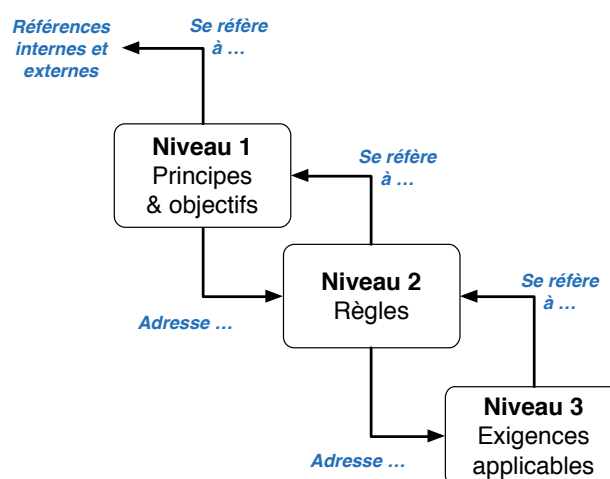 Références
internes et
externes
Se réfère
à ...
Niveau 1
Principes
& objectifs
Se réfère
à ...
Adresse ...
Niveau 2
Règles
Se réfère
à ...
Adresse ...
Niveau 3
Exigences
applicables